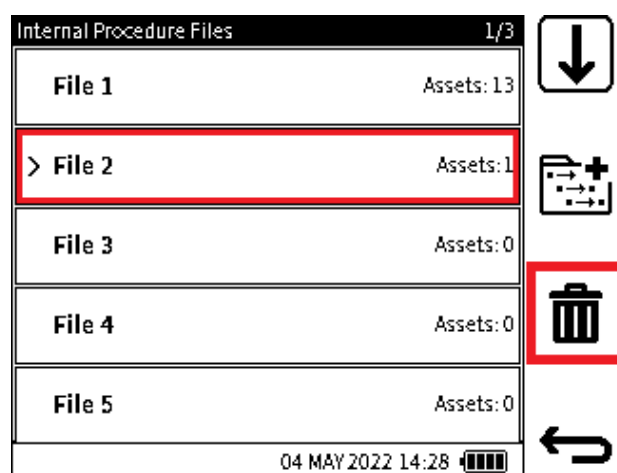 Internal Procedure Files 1/3
File 1 Assets: 13
> File 2 Assets: 1
File 3 Assets: 0
File 4 Assets: 0
File 5 Assets: 0
04 MAY 2022 14:28